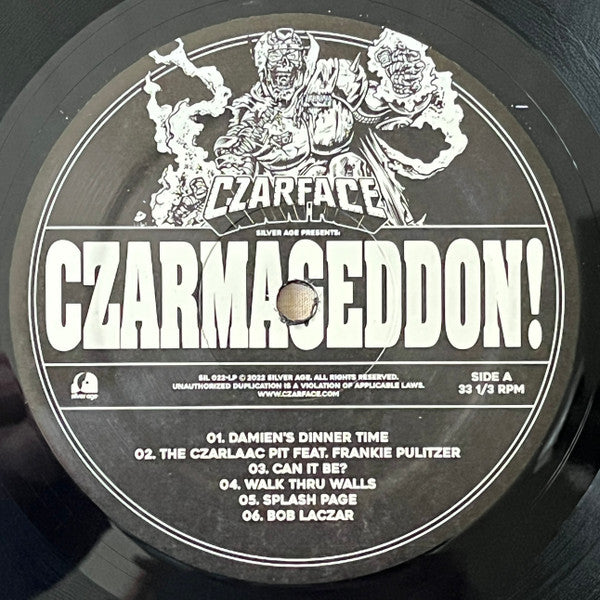 CZARFACE
SILVER AGE PRESENTS:
CZARMAGEDDON!
silver age
SIL 022-LP © 2022 SILVER AGE. ALL RIGHTS RESERVED.
UNAUTHORIZED DUPLICATION IS A VIOLATION OF APPLICABLE LAWS.
WWW.CZARFACE.COM
SIDE A
33 1/3 RPM
01. DAMIEN'S DINNER TIME
02. THE CZARLAAC PIT FEAT. FRANKIE PULITZER
03. CAN IT BE?
04. WALK THRU WALLS
05. SPLASH PAGE
06. BOB LACZAR